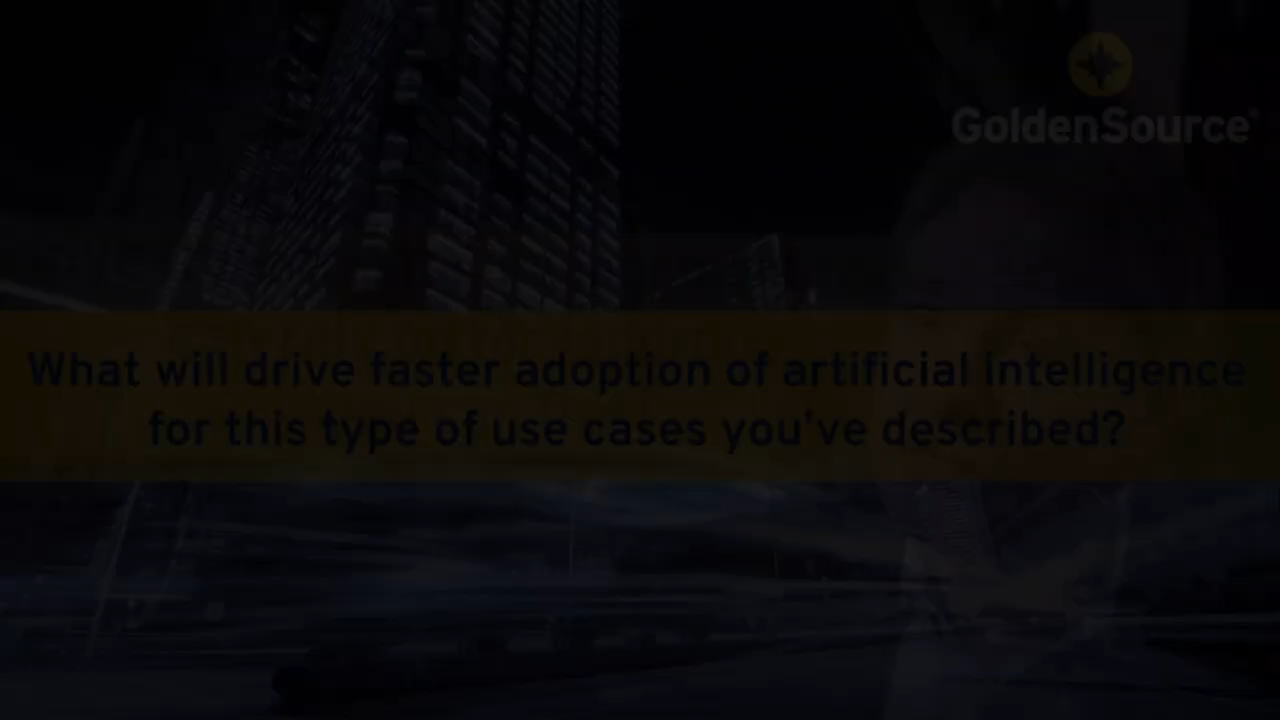 GoldenSource®
What will drive faster adoption of artificial intelligence
for this type of use cases you've described?